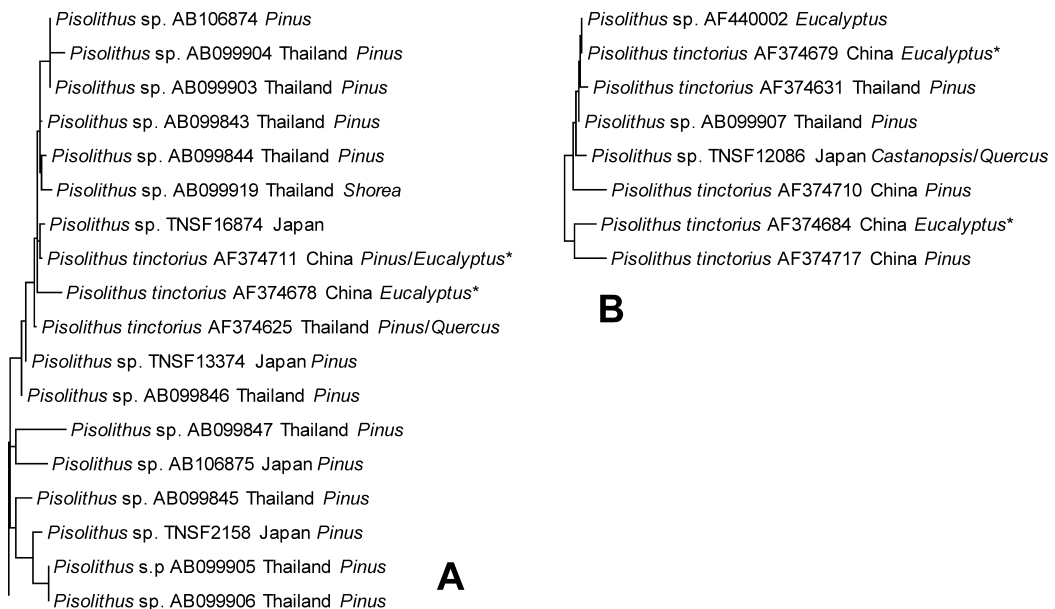 Pisolithus sp. AB106874 Pinus
Pisolithus sp. AB099904 Thailand Pinus
Pisolithus sp. AB099903 Thailand Pinus
Pisolithus sp. AB099843 Thailand Pinus
Pisolithus sp. AB099844 Thailand Pinus
Pisolithus sp. AB099919 Thailand Shorea
Pisolithus sp. TNSF16874 Japan
Pisolithus tinctorius AF374711 China Pinus/Eucalyptus*
Pisolithus tinctorius AF374678 China Eucalyptus*
Pisolithus tinctorius AF374625 Thailand Pinus/Quercus
Pisolithus sp. TNSF13374 Japan Pinus
Pisolithus sp. AB099846 Thailand Pinus
Pisolithus sp. AB099847 Thailand Pinus
Pisolithus sp. AB106875 Japan Pinus
Pisolithus sp. AB099845 Thailand Pinus
Pisolithus sp. TNSF2158 Japan Pinus
Pisolithus s.p AB099905 Thailand Pinus
Pisolithus sp. AB099906 Thailand Pinus
A
Pisolithus sp. AF440002 Eucalyptus
Pisolithus tinctorius AF374679 China Eucalyptus*
Pisolithus tinctorius AF374631 Thailand Pinus
Pisolithus sp. AB099907 Thailand Pinus
Pisolithus sp. TNSF12086 Japan Castanopsis/Quercus
Pisolithus tinctorius AF374710 China Pinus
Pisolithus tinctorius AF374684 China Eucalyptus*
Pisolithus tinctorius AF374717 China Pinus
B